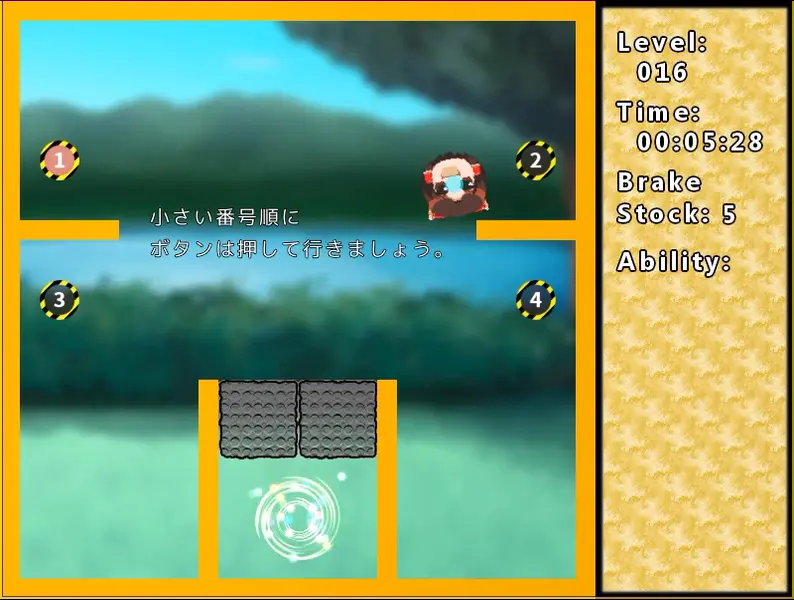 Level:
016
Time:
00:05:28
Brake
Stock: 5
Ability:
1
2
小さい番号順に
ボタンは押して行きましょう。
3
4